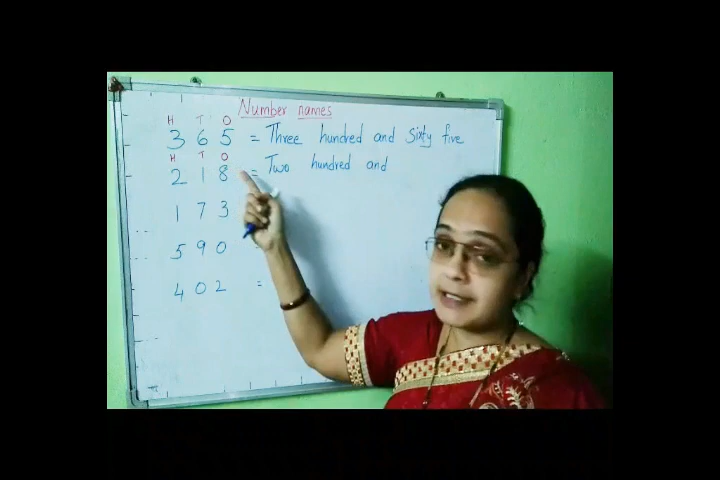 Number names
H T O
3 6 5 = Three hundred and Sixty five
H T O
2 1 8 = Two hundred and
1 7 3
5 9 0
4 0 2 =